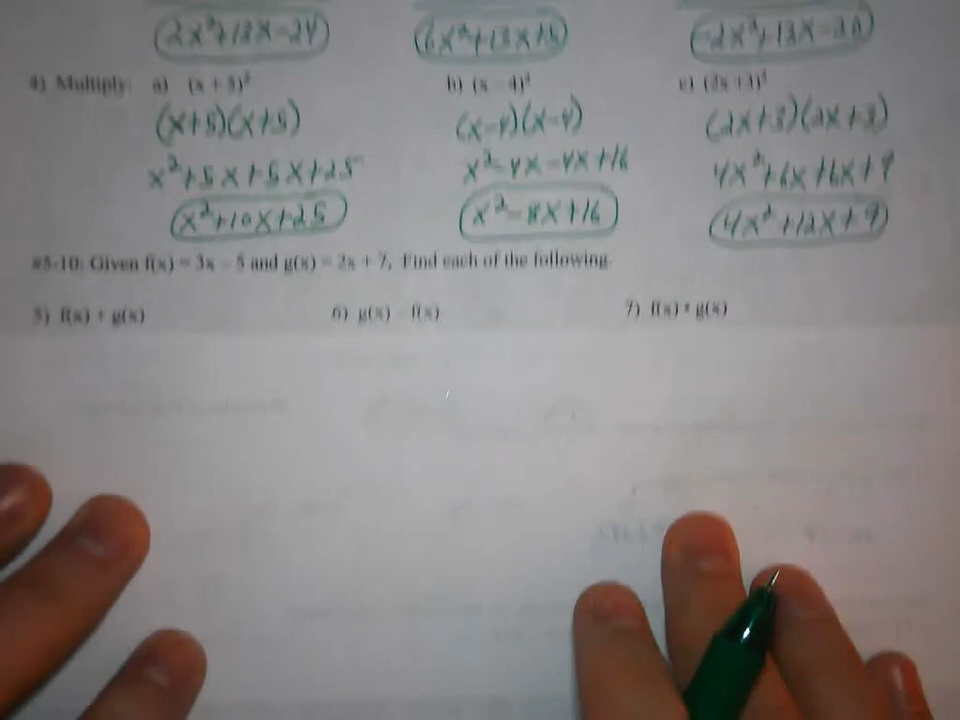 2x²+13x-24 6x²+13x+6 -2x²+13x-20
4) Multiply: a) (x + 5)² b) (x - 4)² c) (2x +3)²
(x+5)(x+5) (x-4)(x-4) (2x+3)(2x+3)
x²+5x+5x+25 x²-4x-4x+16 4x²+6x+6x+9
x²+10x+25 x²-8x+16 4x²+12x+9
#5-10: Given f(x) = 3x - 5 and g(x) = 2x + 7, Find each of the following.
5) f(x) + g(x) 6) g(x) - f(x) 7) f(x) • g(x)